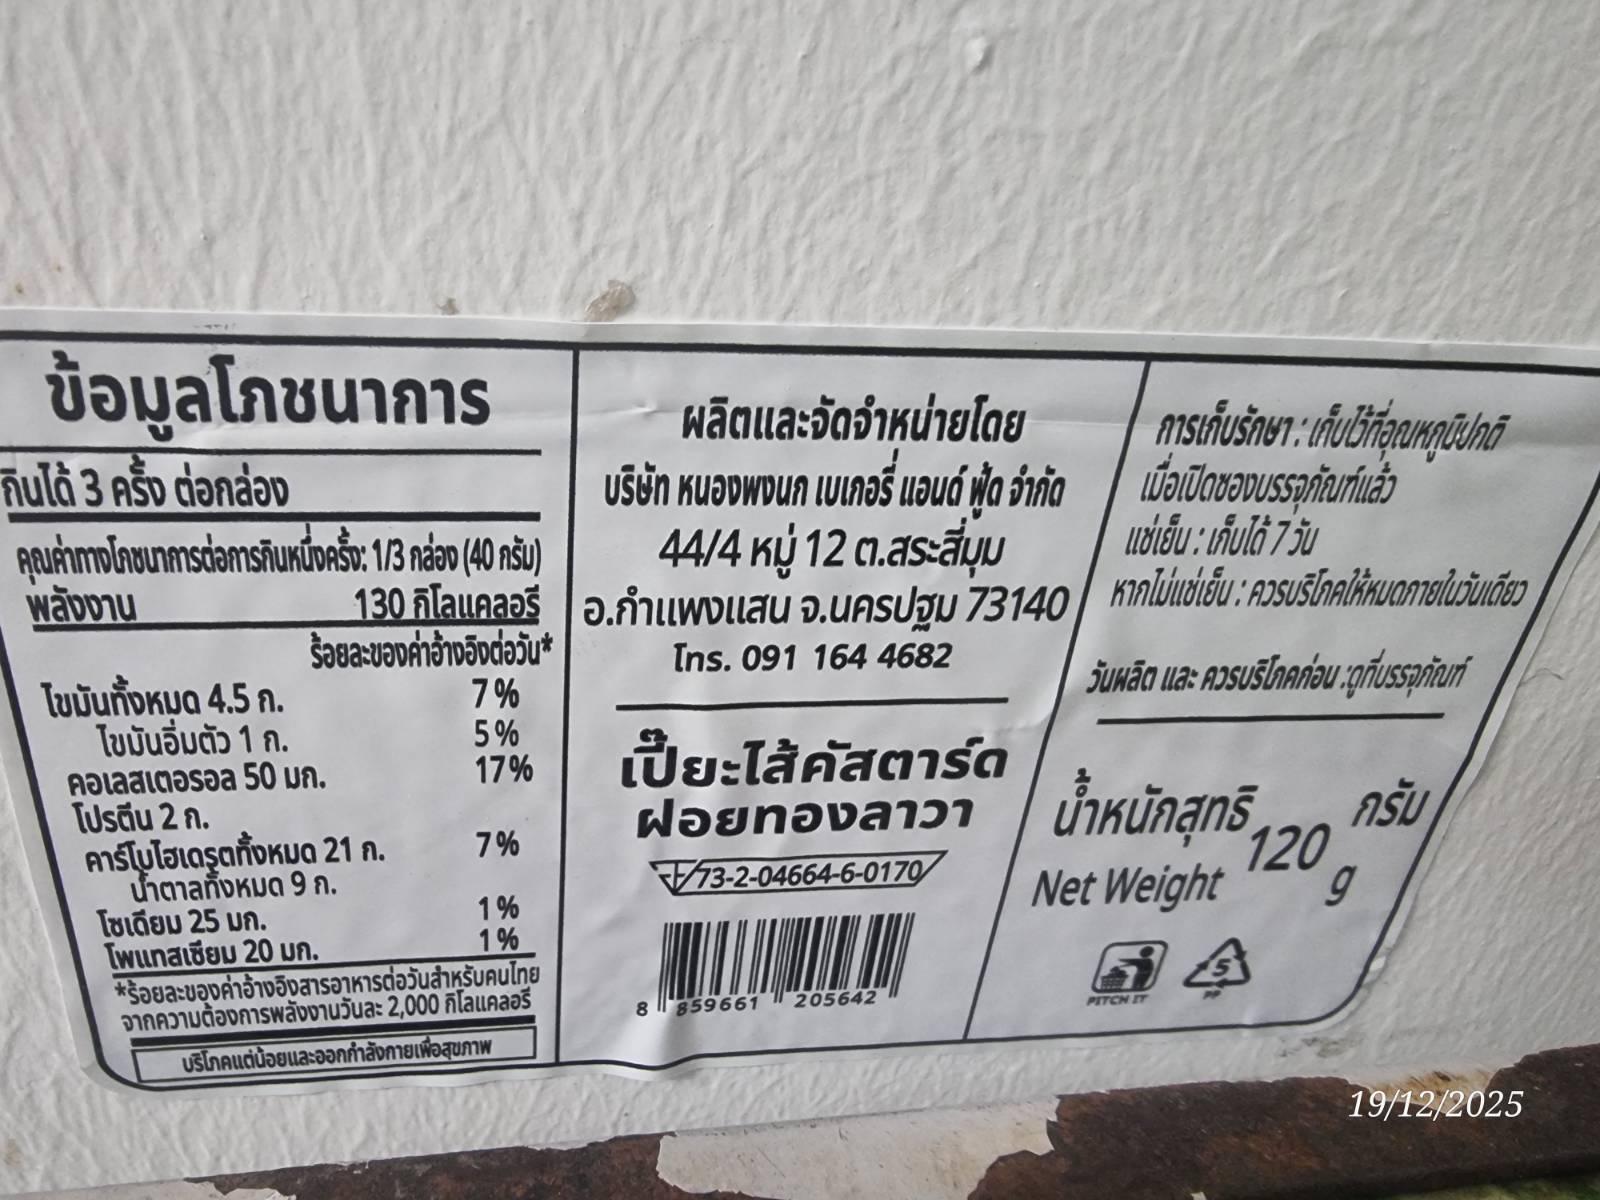 ข้อมูลโภชนาการ
กินได้ 3 ครั้ง ต่อกล่อง
คุณค่าทางโภชนาการต่อการกินหนึ่งครั้ง: 1/3 กล่อง (40 กรัม)
พลังงาน 130 กิโลแคลอรี
ร้อยละของค่าอ้างอิงต่อวัน*
ไขมันทั้งหมด 4.5 ก. 7%
ไขมันอิ่มตัว 1 ก. 5%
คอเลสเตอรอล 50 มก. 17%
โปรตีน 2 ก.
คาร์โบไฮเดรตทั้งหมด 21 ก. 7%
น้ำตาลทั้งหมด 9 ก.
โซเดียม 25 มก. 1%
โพแทสเซียม 20 มก. 1%
*ร้อยละของค่าอ้างอิงสารอาหารต่อวันสำหรับคนไทย
จากความต้องการพลังงานวันละ 2,000 กิโลแคลอรี
บริโภคแต่น้อยและออกกำลังกายเพื่อสุขภาพ
ผลิตและจัดจำหน่ายโดย
บริษัท หนองพงนก เบเกอรี่ แอนด์ ฟู้ด จำกัด
44/4 หมู่ 12 ต.สระสี่มุม
อ.กำแพงแสน จ.นครปฐม 73140
โทร. 091 164 4682
เปี๊ยะไส้คัสตาร์ด
ฝอยทองลาวา
73-2-04664-6-0170
8 859661 205642
การเก็บรักษา : เก็บไว้ที่อุณหภูมิปกติ
เมื่อเปิดซองบรรจุภัณฑ์แล้ว
แช่เย็น : เก็บได้ 7 วัน
หากไม่แช่เย็น : ควรบริโภคให้หมดภายในวันเดียว
วันผลิต และ ควรบริโภคก่อน :ดูที่บรรจุภัณฑ์
น้ำหนักสุทธิ 120 กรัม
Net Weight g
PITCH IT
5
PP
19/12/2025